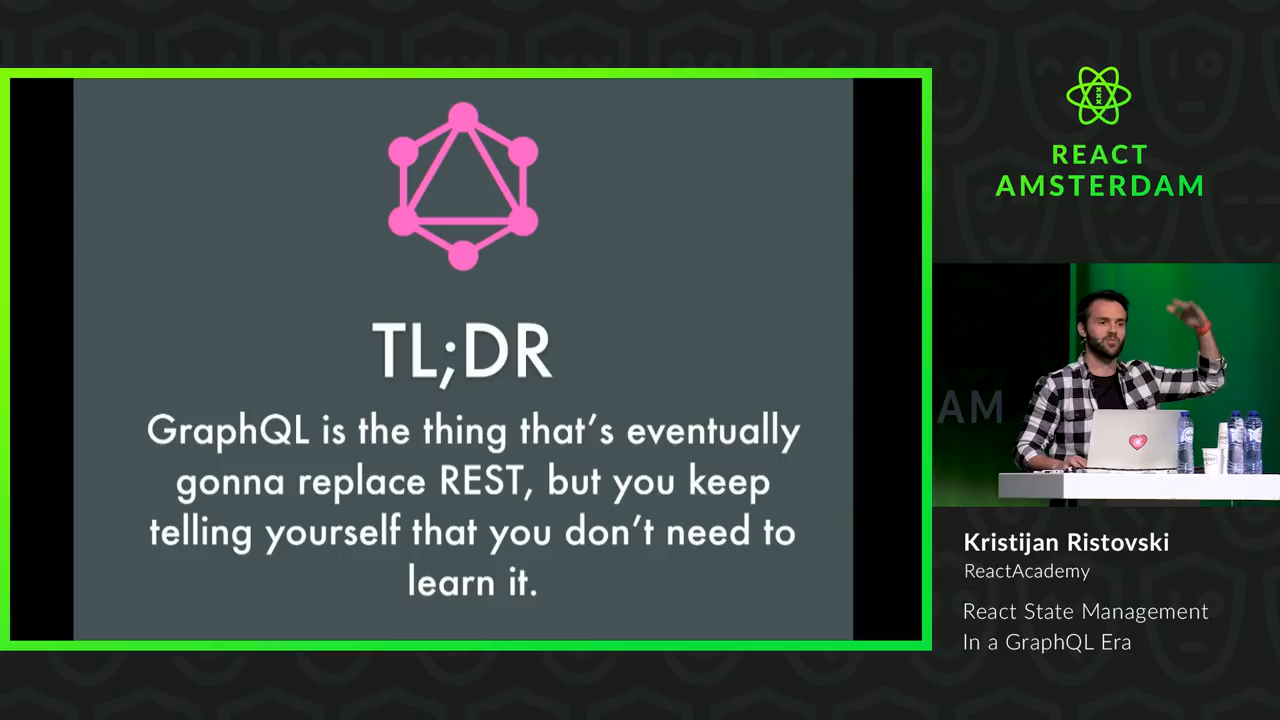 TL;DR
GraphQL is the thing that's eventually
gonna replace REST, but you keep
telling yourself that you don't need to
learn it.
REACT
AMSTERDAM
AM
Kristijan Ristovski
ReactAcademy
React State Management
In a GraphQL Era